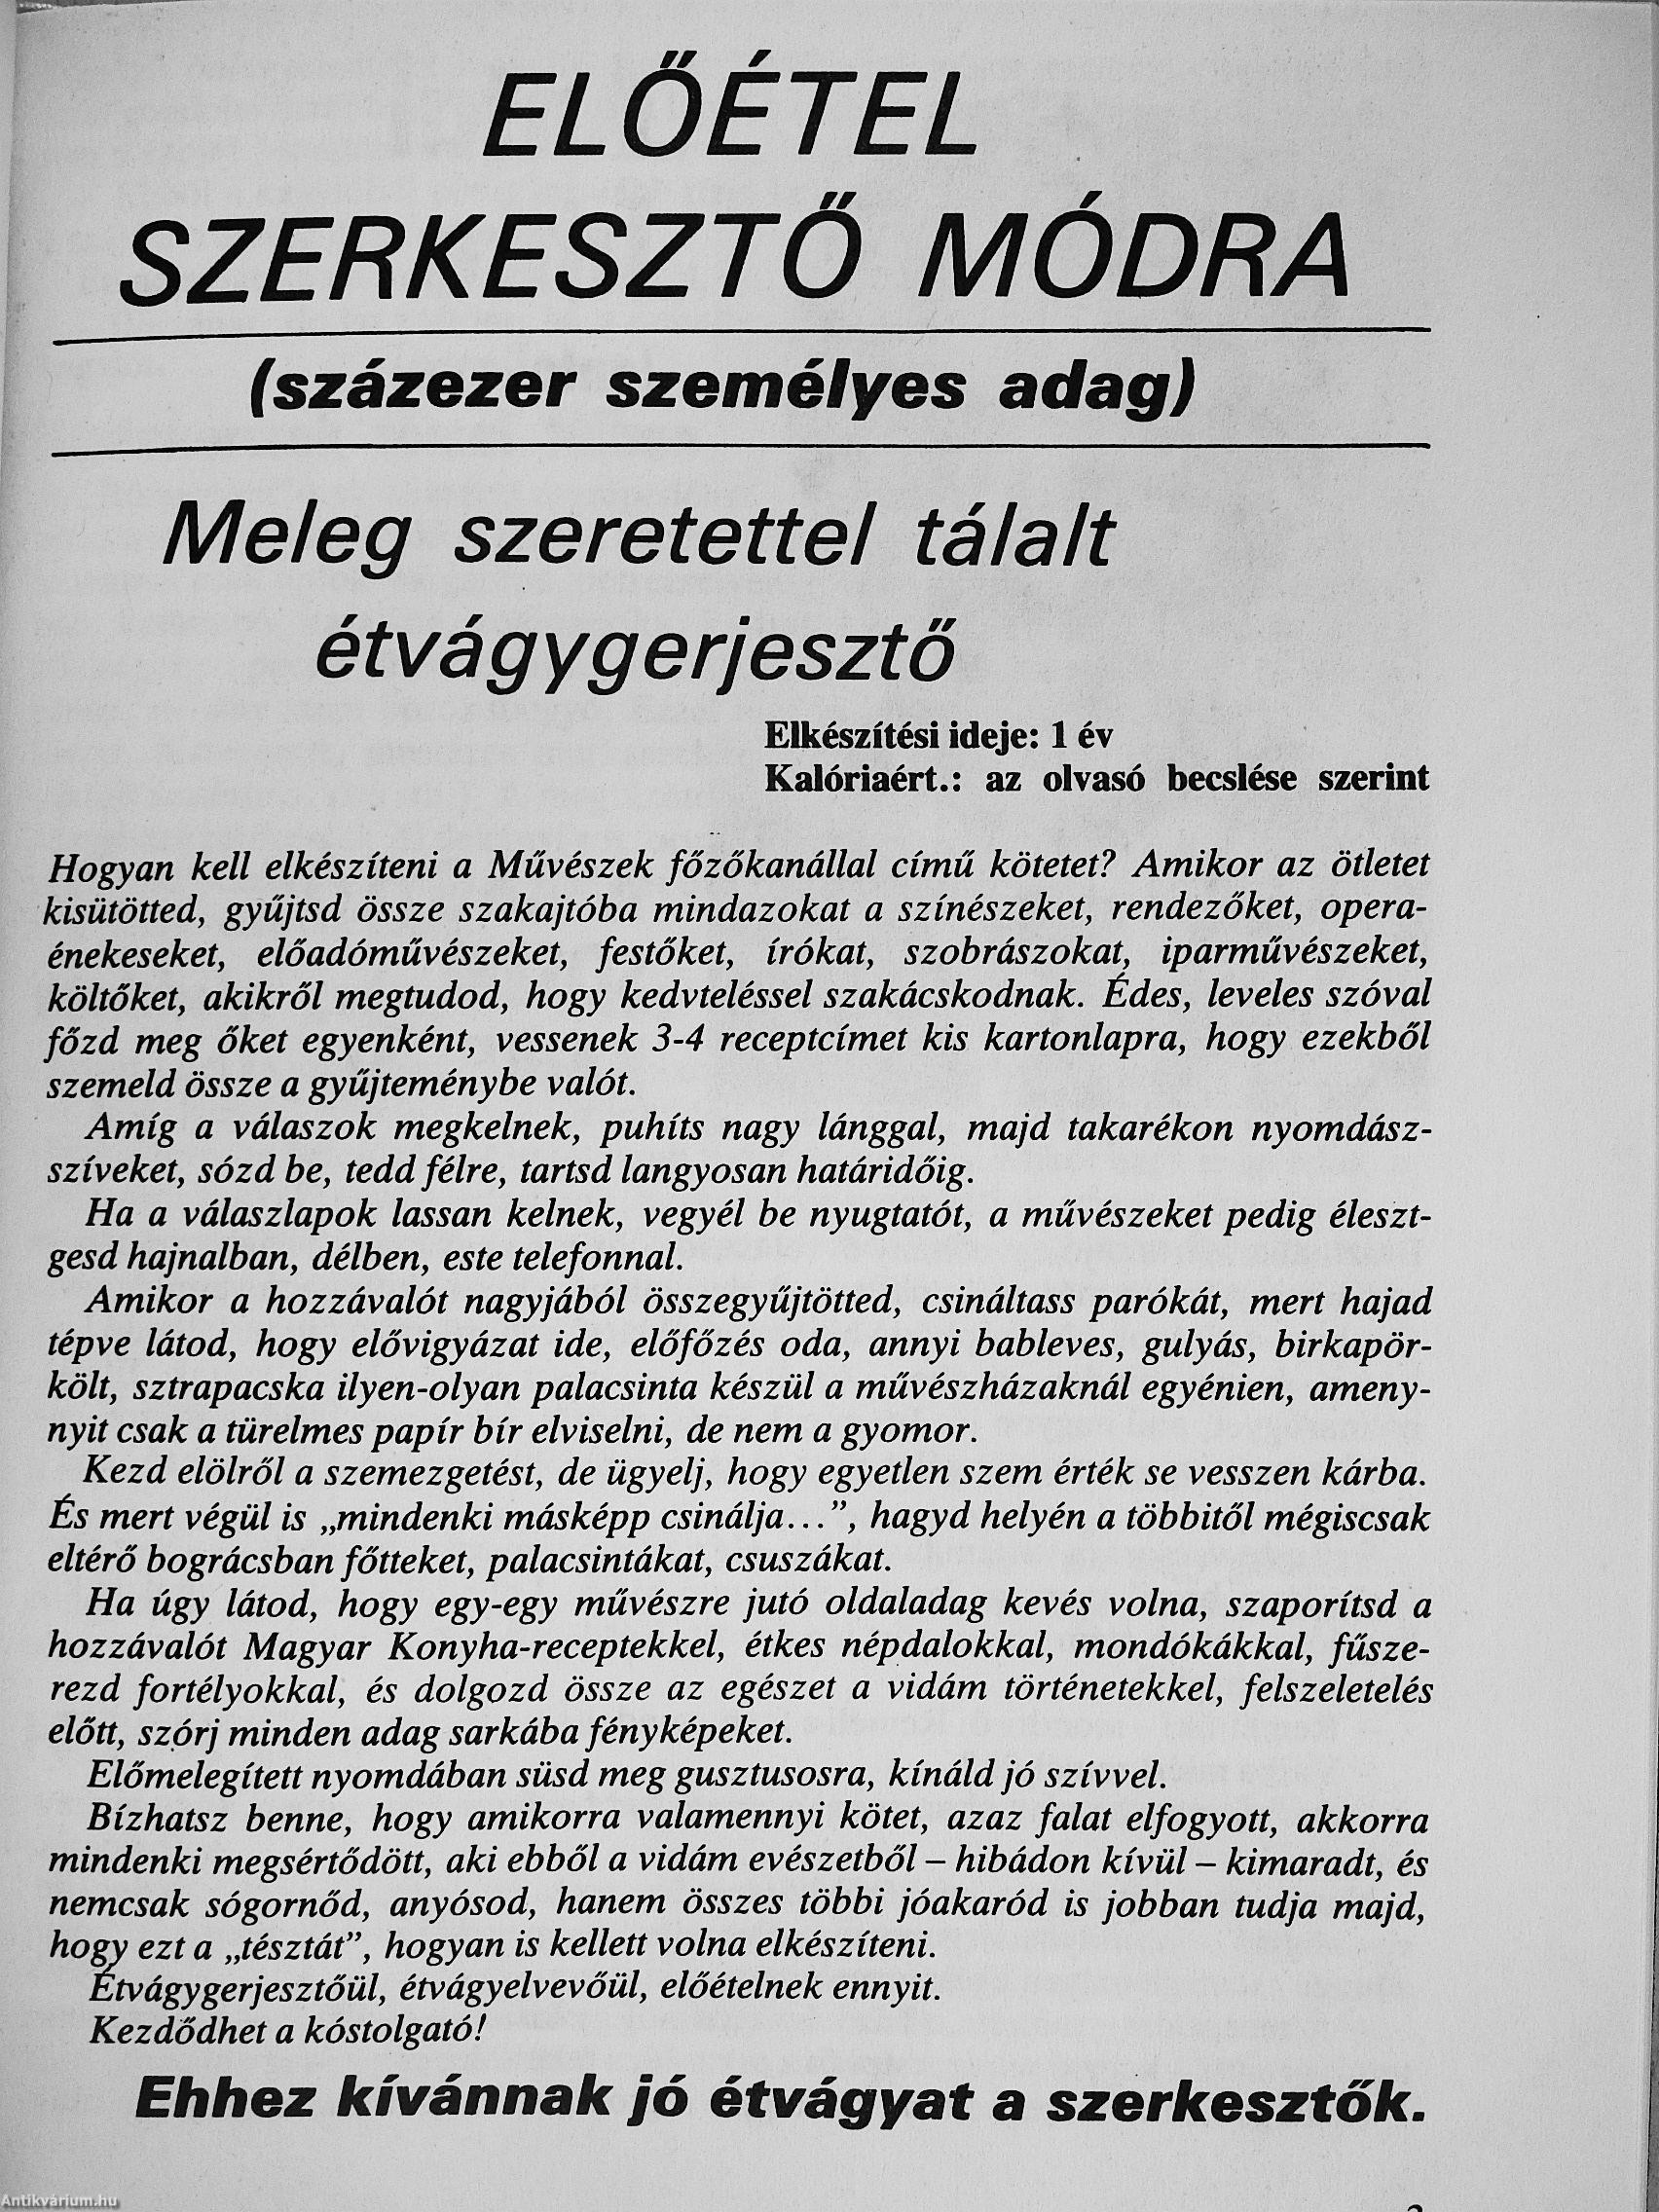 ELŐÉTEL
SZERKESZTŐ MÓDRA
(százezer személyes adag)
Meleg szeretettel tálalt
étvágygerjesztő
Elkészítési ideje: 1 év
Kalóriaért.: az olvasó becslése szerint
Hogyan kell elkészíteni a Művészek főzőkanállal című kötetet? Amikor az ötletet
kisütötted, gyűjtsd össze szakajtóba mindazokat a színészeket, rendezőket, opera-
énekeseket, előadóművészeket, festőket, írókat, szobrászokat, iparművészeket,
költőket, akikről megtudod, hogy kedvteléssel szakácskodnak. Édes, leveles szóval
főzd meg őket egyenként, vessenek 3-4 receptcímet kis kartonlapra, hogy ezekből
szemeld össze a gyűjteménybe valót.
Amíg a válaszok megkelnek, puhíts nagy lánggal, majd takarékon nyomdász-
szíveket, sózd be, tedd félre, tartsd langyosan határidőig.
Ha a válaszlapok lassan kelnek, vegyél be nyugtatót, a művészeket pedig éleszt-
gesd hajnalban, délben, este telefonnal.
Amikor a hozzávalót nagyjából összegyűjtötted, csináltass parókát, mert hajad
tépve látod, hogy elővigyázat ide, előfőzés oda, annyi bableves, gulyás, birkapör-
költ, sztrapacska ilyen-olyan palacsinta készül a művészházaknál egyénien, ameny-
nyit csak a türelmes papír bír elviselni, de nem a gyomor.
Kezd elölről a szemezgetést, de ügyelj, hogy egyetlen szem érték se vesszen kárba.
És mert végül is „mindenki másképp csinálja...”, hagyd helyén a többitől mégiscsak
eltérő bográcsban főtteket, palacsintákat, csuszákat.
Ha úgy látod, hogy egy-egy művészre jutó oldaladag kevés volna, szaporítsd a
hozzávalót Magyar Konyha-receptekkel, étkes népdalokkal, mondókákkal, fűsze-
rezd fortélyokkal, és dolgozd össze az egészet a vidám történetekkel, felszeletelés
előtt, szórj minden adag sarkába fényképeket.
Előmelegített nyomdában süsd meg gusztusosra, kínáld jó szívvel.
Bízhatsz benne, hogy amikorra valamennyi kötet, azaz falat elfogyott, akkorra
mindenki megsértődött, aki ebből a vidám evészetből – hibádon kívül – kimaradt, és
nemcsak sógornőd, anyósod, hanem összes többi jóakaród is jobban tudja majd,
hogy ezt a „tésztát”, hogyan is kellett volna elkészíteni.
Étvágygerjesztőül, étvágyelvevőül, előételnek ennyit.
Kezdődhet a kóstolgató!
Ehhez kívánnak jó étvágyat a szerkesztők.
Antikvárium.hu